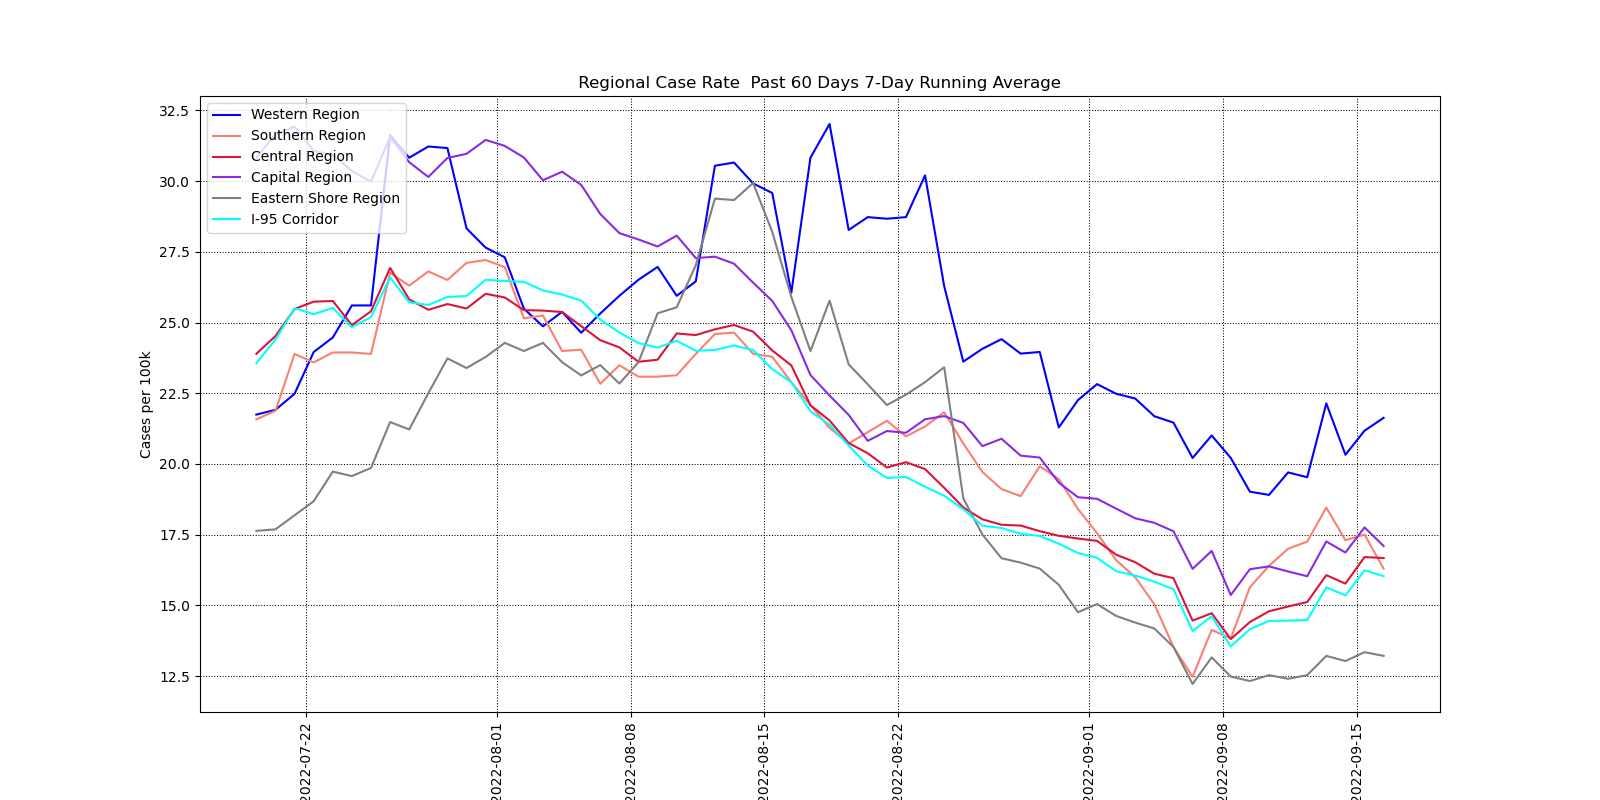 Regional Case Rate  Past 60 Days 7-Day Running Average
Cases per 100k
32.5
30.0
27.5
25.0
22.5
20.0
17.5
15.0
12.5
Western Region
Southern Region
Central Region
Capital Region
Eastern Shore Region
I-95 Corridor
2022-07-22
2022-08-01
2022-08-08
2022-08-15
2022-08-22
2022-09-01
2022-09-08
2022-09-15